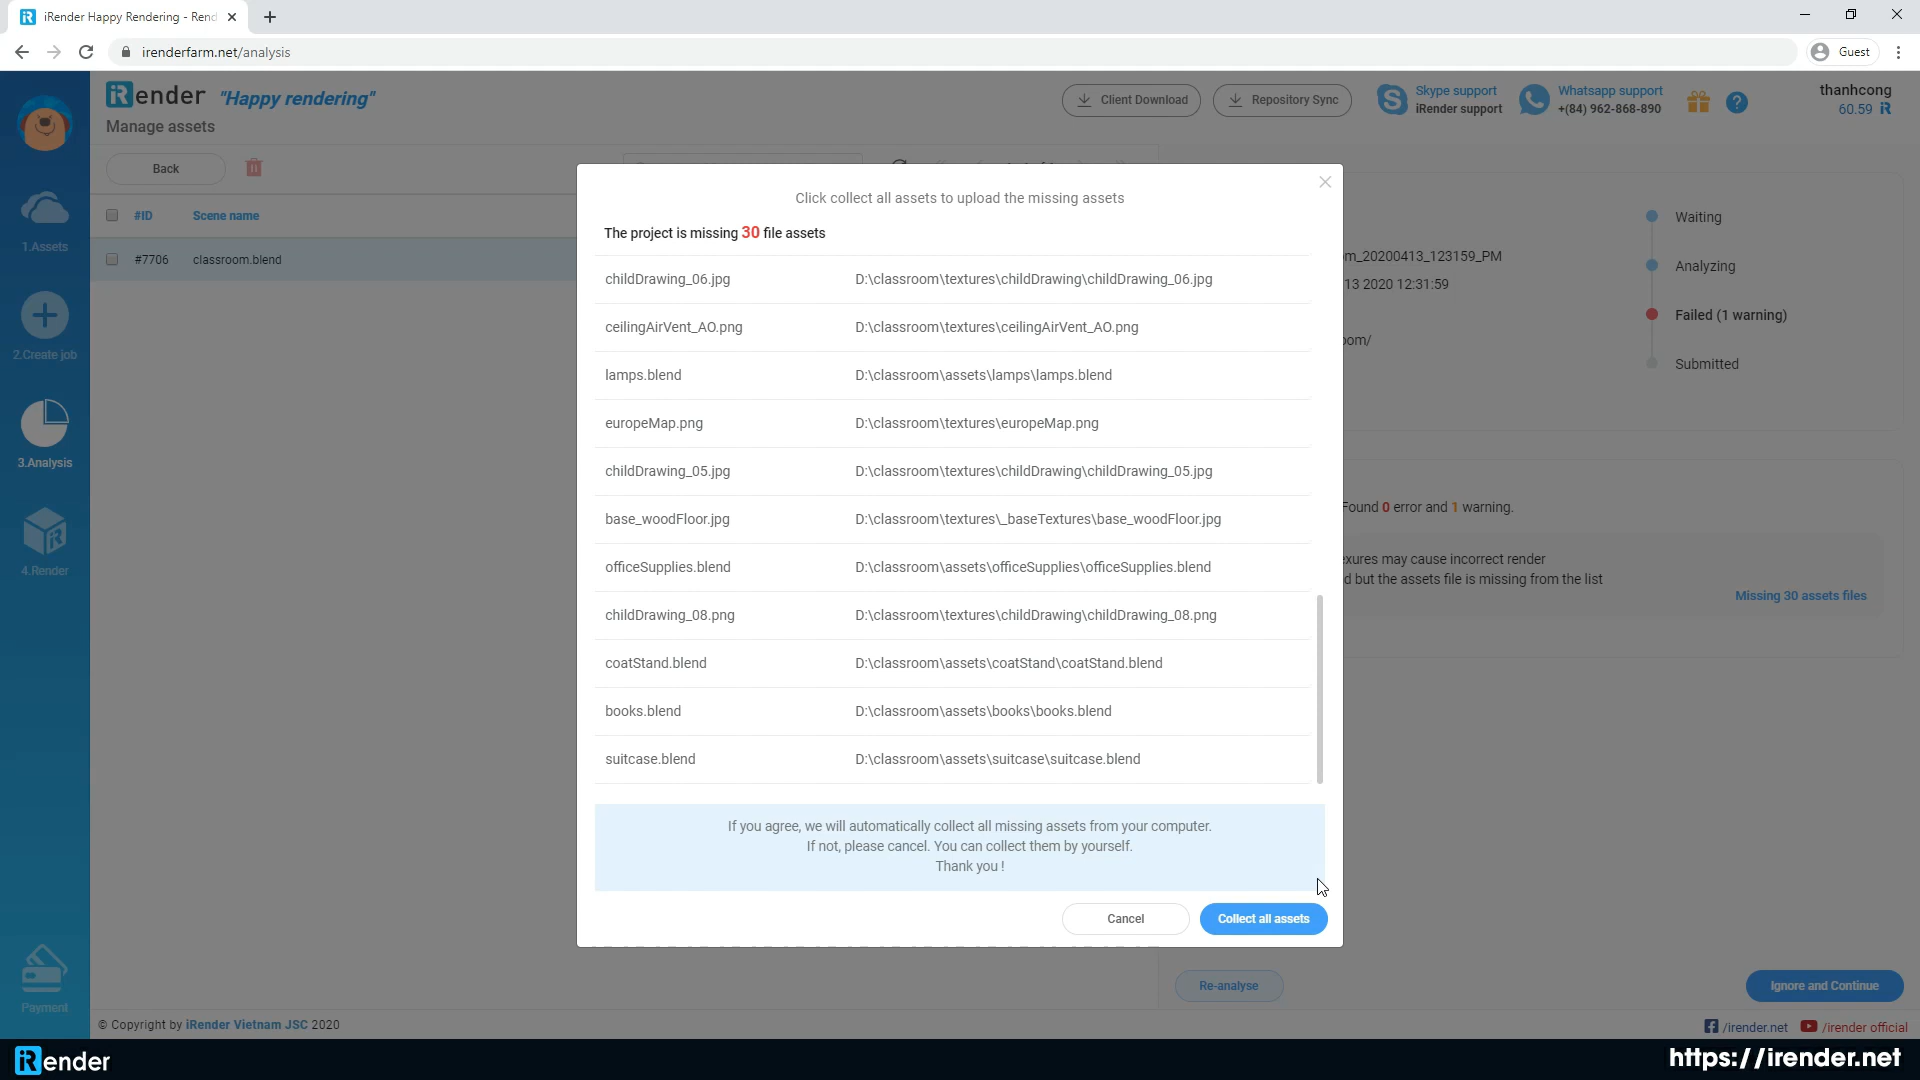 iRender Happy Rendering - Rend
irenderfarm.net/analysis
Guest
iRender "Happy rendering"
Manage assets
Client Download
Repository Sync
Skype support
iRender support
Whatsapp support
+(84) 962-868-890
thanhcong
60.59
Back
#ID Scene name
#7706 classroom.blend
1.Assets
2.Create job
3.Analysis
4.Render
Payment
Click collect all assets to upload the missing assets
The project is missing 30 file assets
childDrawing_06.jpg D:\classroom\textures\childDrawing\childDrawing_06.jpg
ceilingAirVent_AO.png D:\classroom\textures\ceilingAirVent_AO.png
lamps.blend D:\classroom\assets\lamps\lamps.blend
europeMap.png D:\classroom\textures\europeMap.png
childDrawing_05.jpg D:\classroom\textures\childDrawing\childDrawing_05.jpg
base_woodFloor.jpg D:\classroom\textures\_baseTextures\base_woodFloor.jpg
officeSupplies.blend D:\classroom\assets\officeSupplies\officeSupplies.blend
childDrawing_08.png D:\classroom\textures\childDrawing\childDrawing_08.png
coatStand.blend D:\classroom\assets\coatStand\coatStand.blend
books.blend D:\classroom\assets\books\books.blend
suitcase.blend D:\classroom\assets\suitcase\suitcase.blend
If you agree, we will automatically collect all missing assets from your computer.
If not, please cancel. You can collect them by yourself.
Thank you !
Cancel
Collect all assets
om_20200413_123159_PM
13 2020 12:31:59
oom/
Waiting
Analyzing
Failed (1 warning)
Submitted
Found 0 error and 1 warning.
exures may cause incorrect render
d but the assets file is missing from the list
Missing 30 assets files
Re-analyse
Ignore and Continue
© Copyright by iRender Vietnam JSC 2020
/irender.net
/irender official
iRender
https://irender.net